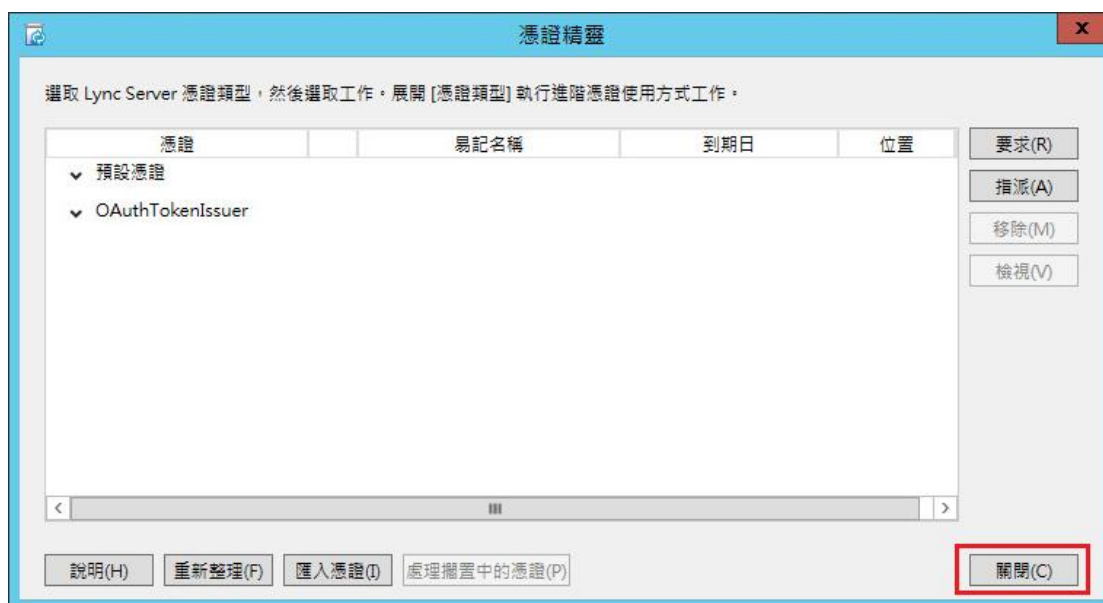 憑證精靈
x
選取 Lync Server 憑證類型，然後選取工作。展開 [憑證類型] 執行進階憑證使用方式工作。
憑證 易記名稱 到期日 位置
要求(R)
預設憑證
指派(A)
OAuthTokenIssuer
移除(M)
檢視(V)
說明(H) 重新整理(F) 匯入憑證(I) 處理擱置中的憑證(P) 關閉(C)